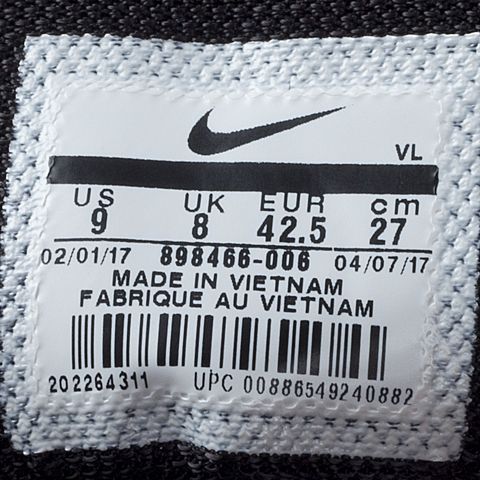 VL
US UK EUR cm
9 8 42.5 27
02/01/17 898466-006 04/07/17
MADE IN VIETNAM
FABRIQUE AU VIETNAM
202264311 UPC 00886549240882